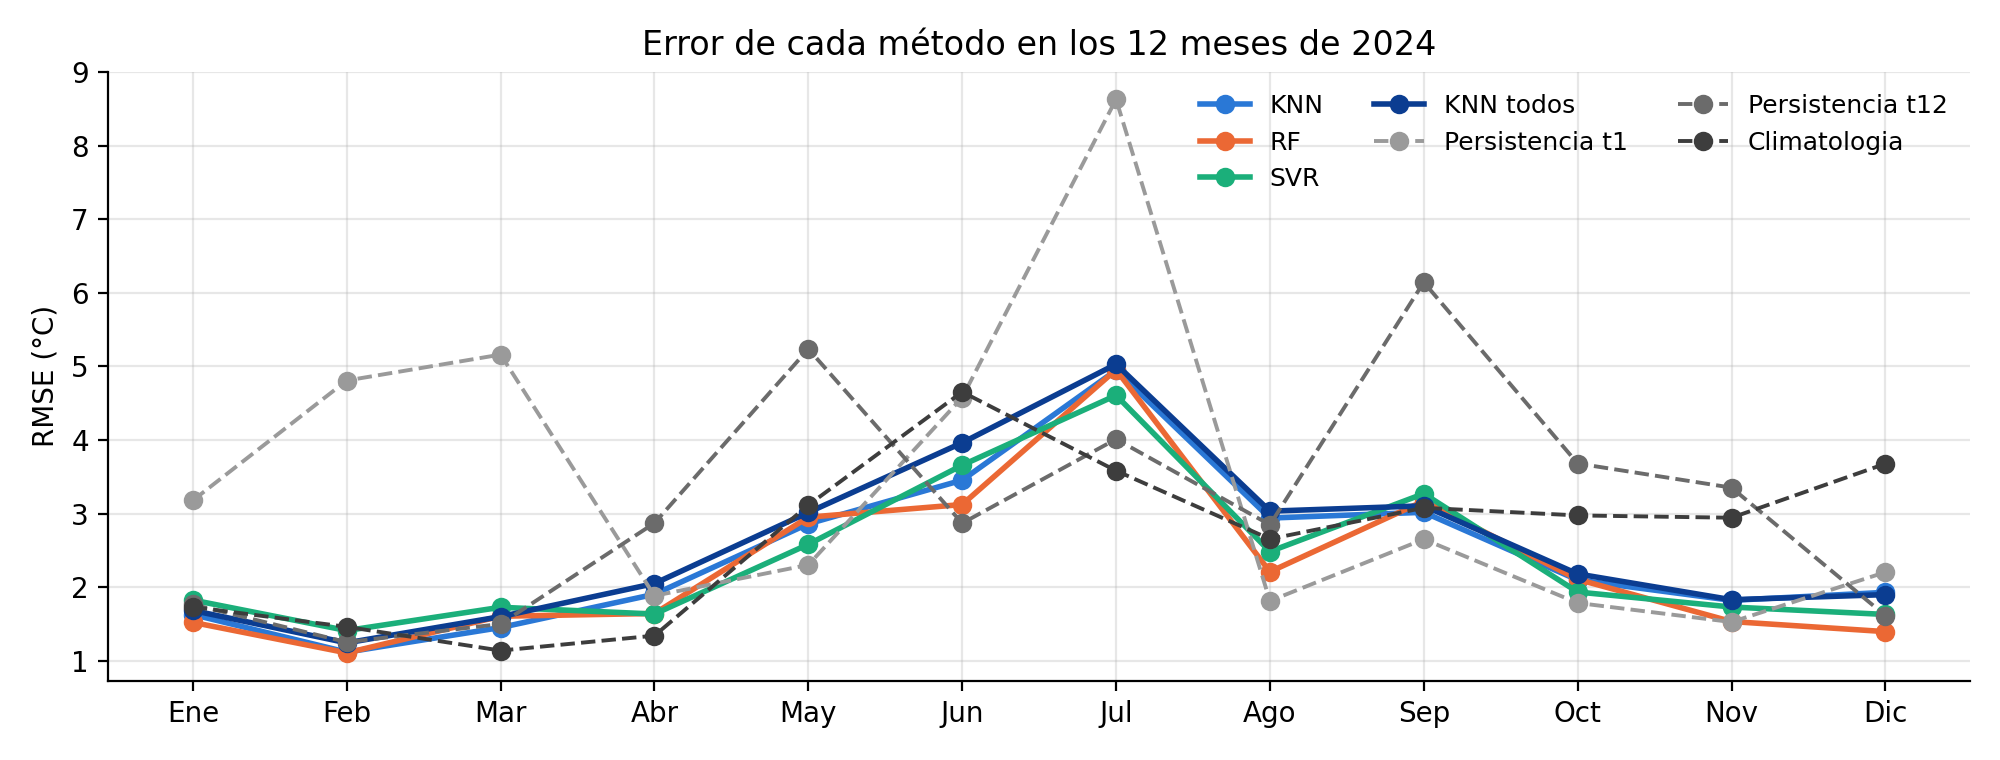 Error de cada método en los 12 meses de 2024
RMSE (°C)
9
8
7
6
5
4
3
2
1
KNN
RF
SVR
KNN todos
Persistencia t1
Persistencia t12
Climatologia
Ene Feb Mar Abr May Jun Jul Ago Sep Oct Nov Dic